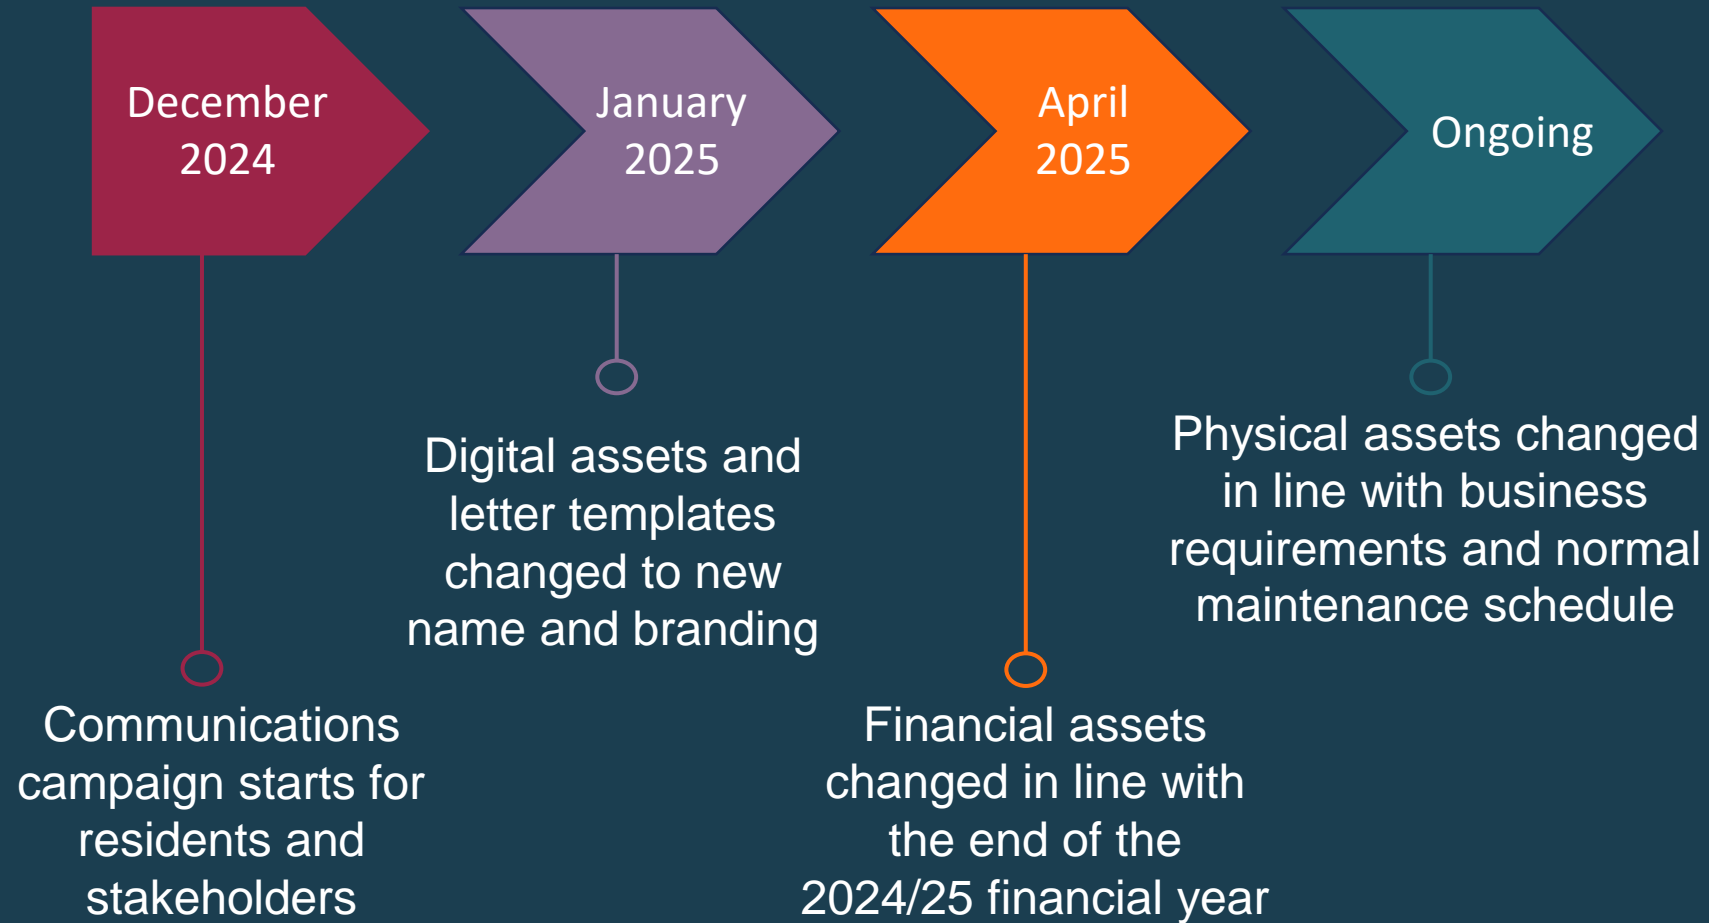 December
2024
January
2025
April
2025
Ongoing
Communications
campaign starts for
residents and
stakeholders
Digital assets and
letter templates
changed to new
name and branding
Financial assets
changed in line with
the end of the
2024/25 financial year
Physical assets changed
in line with business
requirements and normal
maintenance schedule